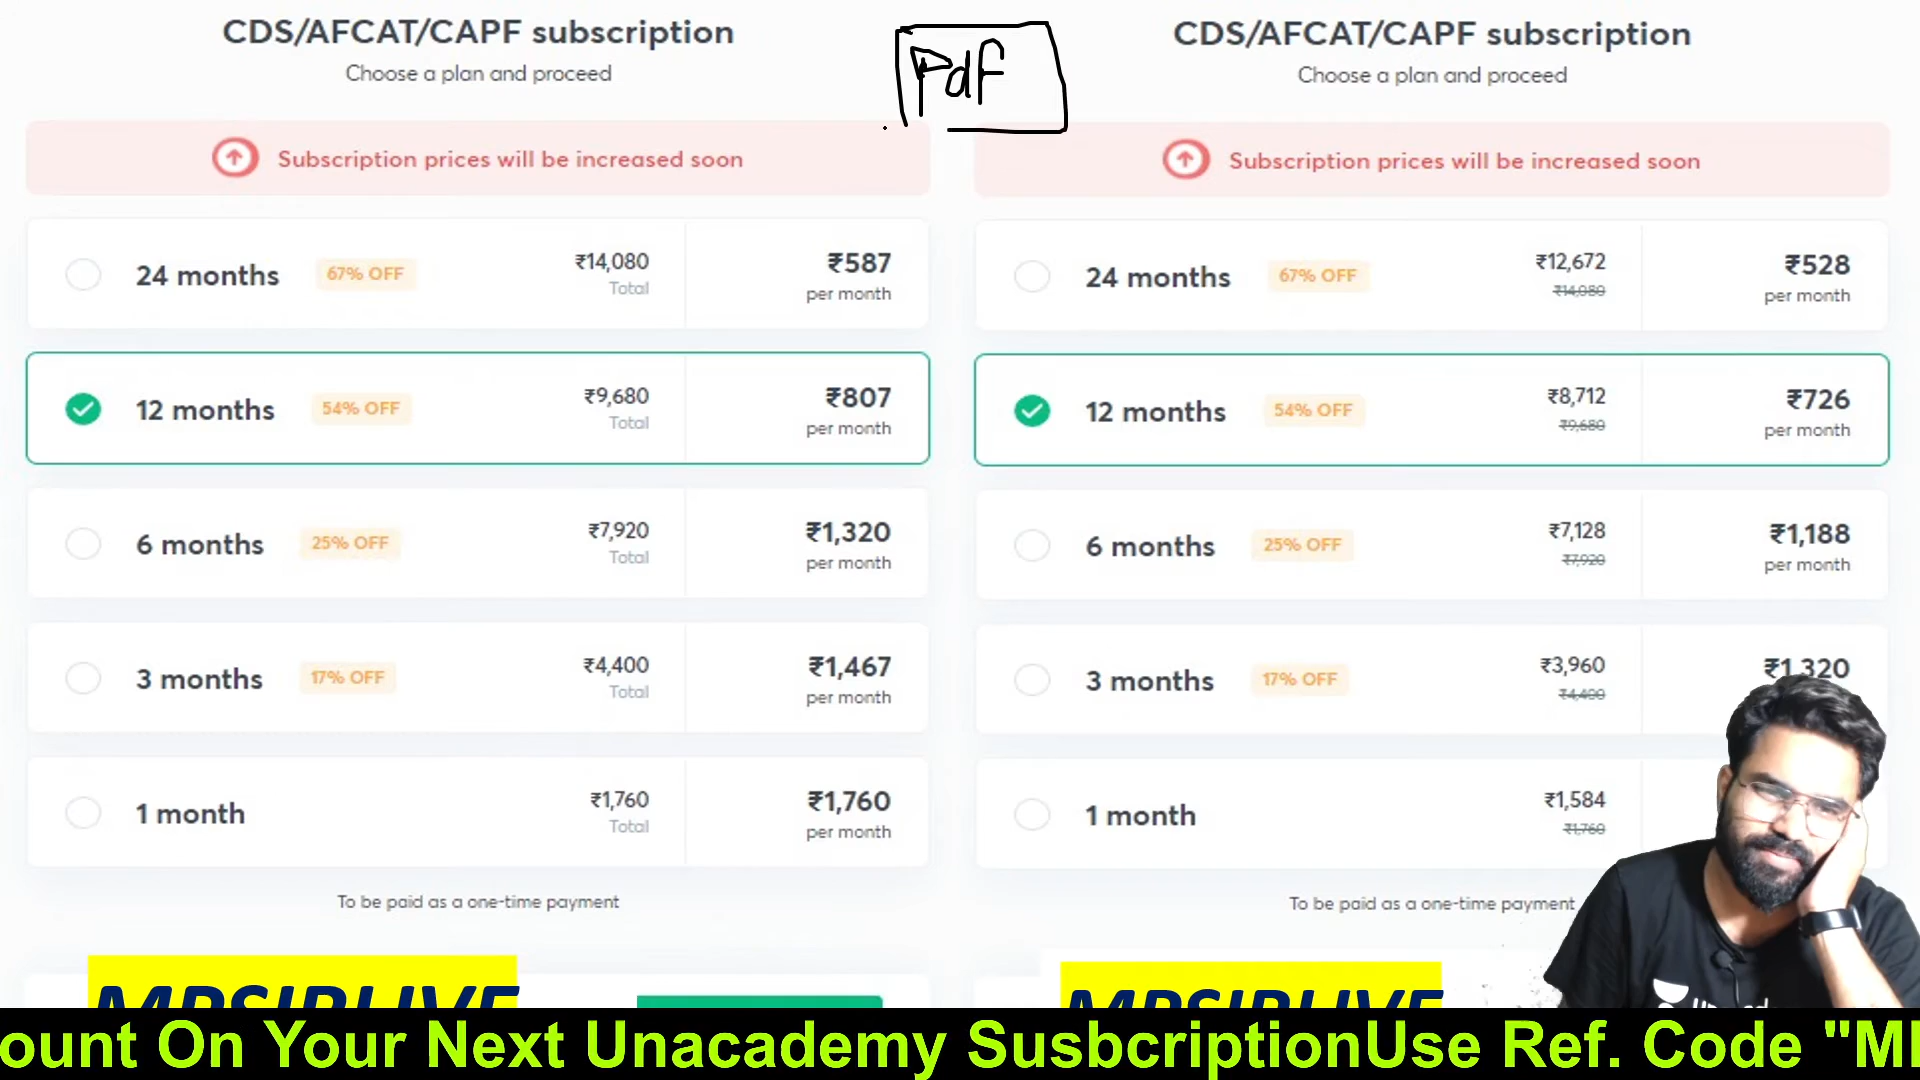 CDS/AFCAT/CAPF subscription
Choose a plan and proceed
Subscription prices will be increased soon
24 months 67% OFF ₹14,080 Total ₹587 per month
12 months 54% OFF ₹9,680 Total ₹807 per month
6 months 25% OFF ₹7,920 Total ₹1,320 per month
3 months 17% OFF ₹4,400 Total ₹1,467 per month
1 month ₹1,760 Total ₹1,760 per month
To be paid as a one-time payment
MPSIRLIVE
Pdf
CDS/AFCAT/CAPF subscription
Choose a plan and proceed
Subscription prices will be increased soon
24 months 67% OFF ₹12,672 ₹14,080 ₹528 per month
12 months 54% OFF ₹8,712 ₹9,680 ₹726 per month
6 months 25% OFF ₹7,128 ₹7,920 ₹1,188 per month
3 months 17% OFF ₹3,960 ₹4,400 ₹1,320
1 month ₹1,584 ₹1,760
To be paid as a one-time payment
MPSIRLIVE
ount On Your Next Unacademy SusbcriptionUse Ref. Code "M